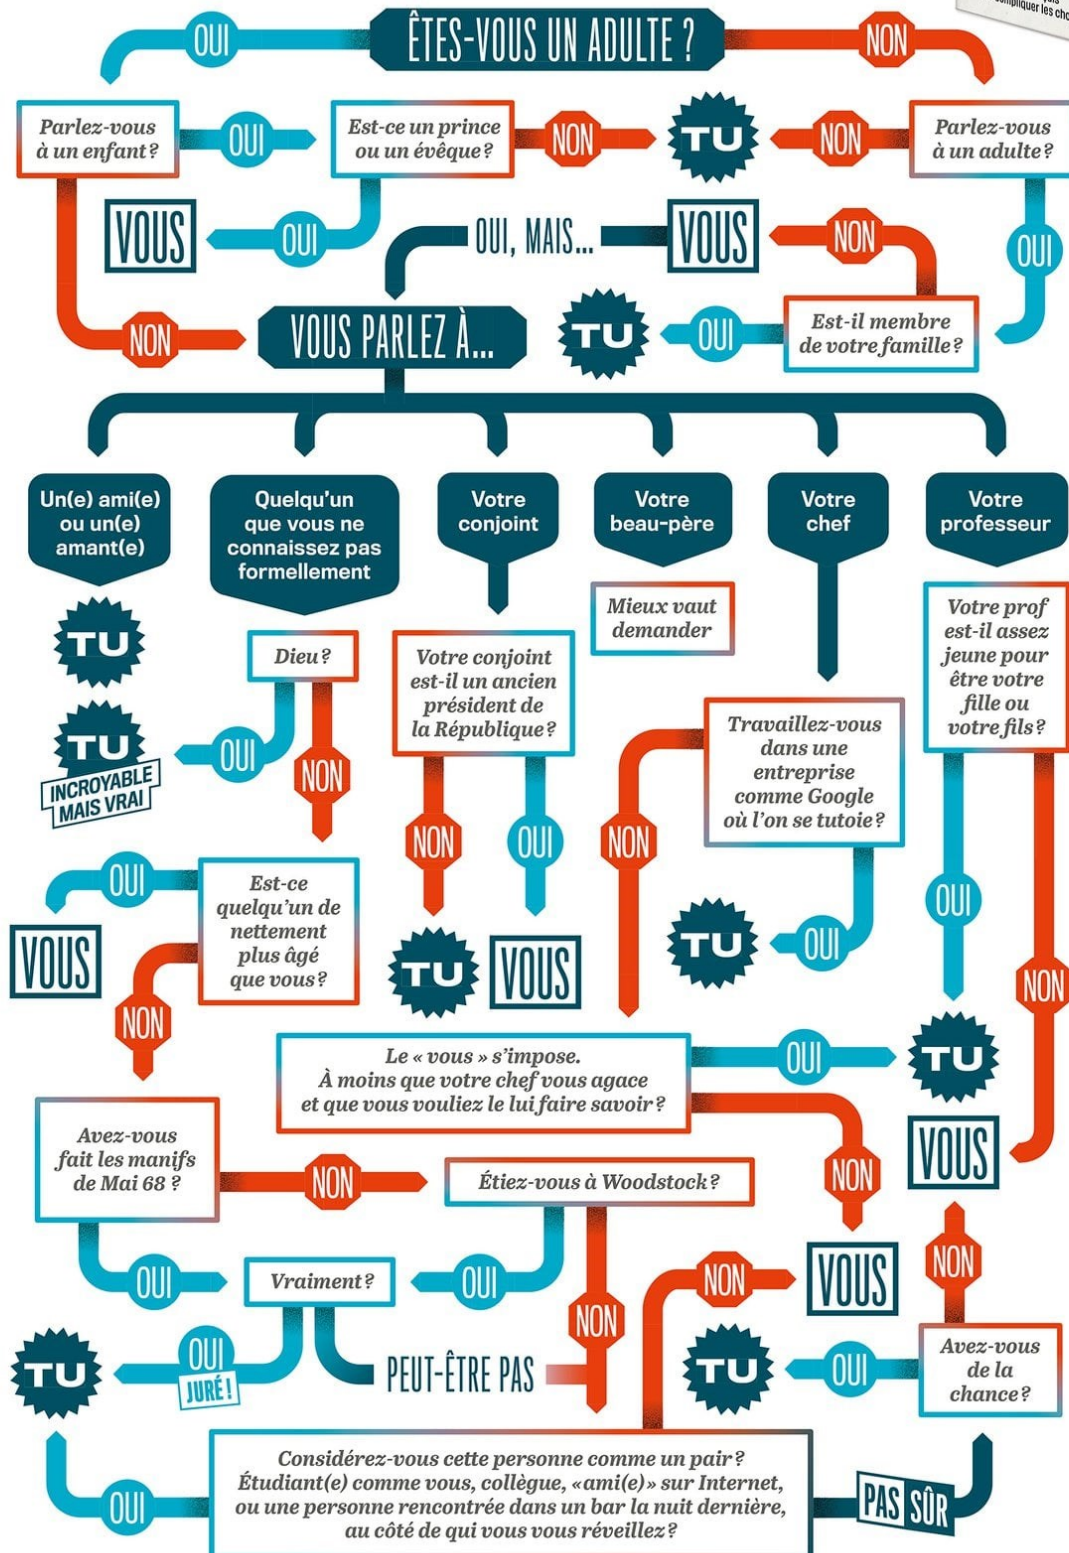 compliquer les cho
OUI
ÊTES-VOUS UN ADULTE ?
NON
Parlez-vous
à un enfant ?
OUI
Est-ce un prince
ou un évêque ?
NON
TU
NON
Parlez-vous
à un adulte ?
VOUS
OUI
OUI, MAIS...
VOUS
NON
OUI
NON
VOUS PARLEZ À...
TU
OUI
Est-il membre
de votre famille ?
Un(e) ami(e)
ou un(e)
amant(e)
Quelqu'un
que vous ne
connaissez pas
formellement
Votre
conjoint
Votre
beau-père
Votre
chef
Votre
professeur
TU
Dieu ?
Votre conjoint
est-il un ancien
président de
la République ?
Mieux vaut
demander
Votre prof
est-il assez
jeune pour
être votre
fille ou
votre fils ?
TU
INCROYABLE
MAIS VRAI
OUI
NON
Travaillez-vous
dans une
entreprise
comme Google
où l'on se tutoie ?
NON
OUI
NON
OUI
Est-ce
quelqu'un de
nettement
plus âgé
que vous ?
VOUS
NON
TU
VOUS
TU
OUI
OUI
NON
Le « vous » s'impose.
À moins que votre chef vous agace
et que vous vouliez le lui faire savoir ?
OUI
TU
Avez-vous
fait les manifs
de Mai 68 ?
NON
Étiez-vous à Woodstock ?
NON
VOUS
OUI
Vraiment ?
OUI
NON
NON
VOUS
NON
TU
OUI
JURÉ !
PEUT-ÊTRE PAS
TU
OUI
Avez-vous
de la
chance ?
Considérez-vous cette personne comme un pair ?
Étudiant(e) comme vous, collègue, «ami(e)» sur Internet,
ou une personne rencontrée dans un bar la nuit dernière,
au côté de qui vous vous réveillez ?
OUI
PAS SÛR